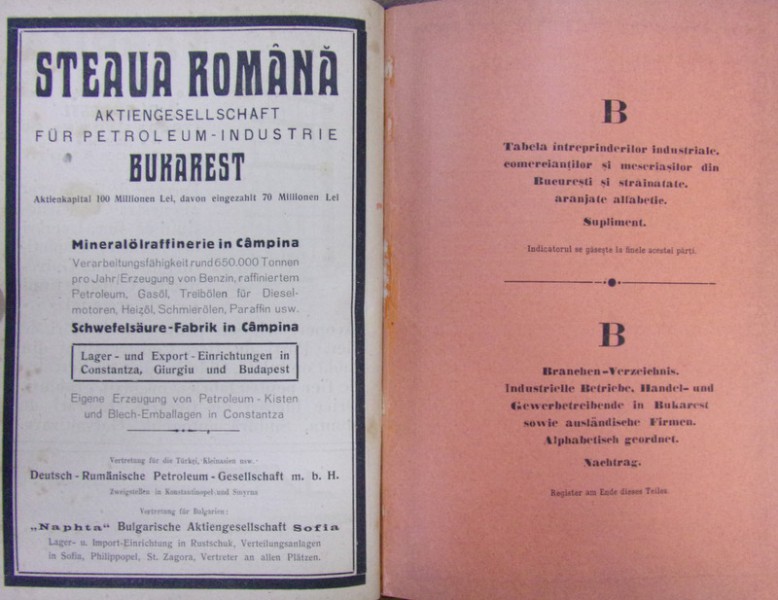 STEAUA ROMÂNĂ
AKTIENGESELLSCHAFT
FÜR PETROLEUM-INDUSTRIE
BUKAREST
Aktienkapital 100 Millionen Lei, davon eingezahlt 70 Millionen Lei
Mineralölraffinerie in Câmpina
Verarbeitungsfähigkeit rund 650.000 Tonnen
pro Jahr/Erzeugung von Benzin, raffiniertem
Petroleum, Gasöl, Treibölen für Diesel-
motoren, Heizöl, Schmierölen, Paraffin usw.
Schwefelsäure-Fabrik in Câmpina
Lager- und Export-Einrichtungen in
Constantza, Giurgiu und Budapest
Eigene Erzeugung von Petroleum-Kisten
und Blech-Emballagen in Constantza
Vertretung für die Türkei, Kleinasien usw.
Deutsch-Rumänische Petroleum-Gesellschaft m. b. H.
Zweigstellen in Konstantinopel und Smyrna
Vertretung für Bulgarien:
„Naphta“ Bulgarische Aktiengesellschaft Sofia
Lager- u. Import-Einrichtung in Rustschuk, Verteilungsanlagen
in Sofia, Philippopel, St. Zagora, Vertreter an allen Plätzen.
B
Tabela întreprinderilor industriale,
comercianților și meseriașilor din
București și străinatate,
aranjate alfabetic.
Supliment.
Indicatorul se găsește la finele acestei părți.
B
Branchen-Verzeichnis.
Industrielle Betriebe, Handel- und
Gewerbetreibende in Bukarest
sowie ausländische Firmen.
Alphabetisch geordnet.
Nachtrag.
Register am Ende dieses Teiles.